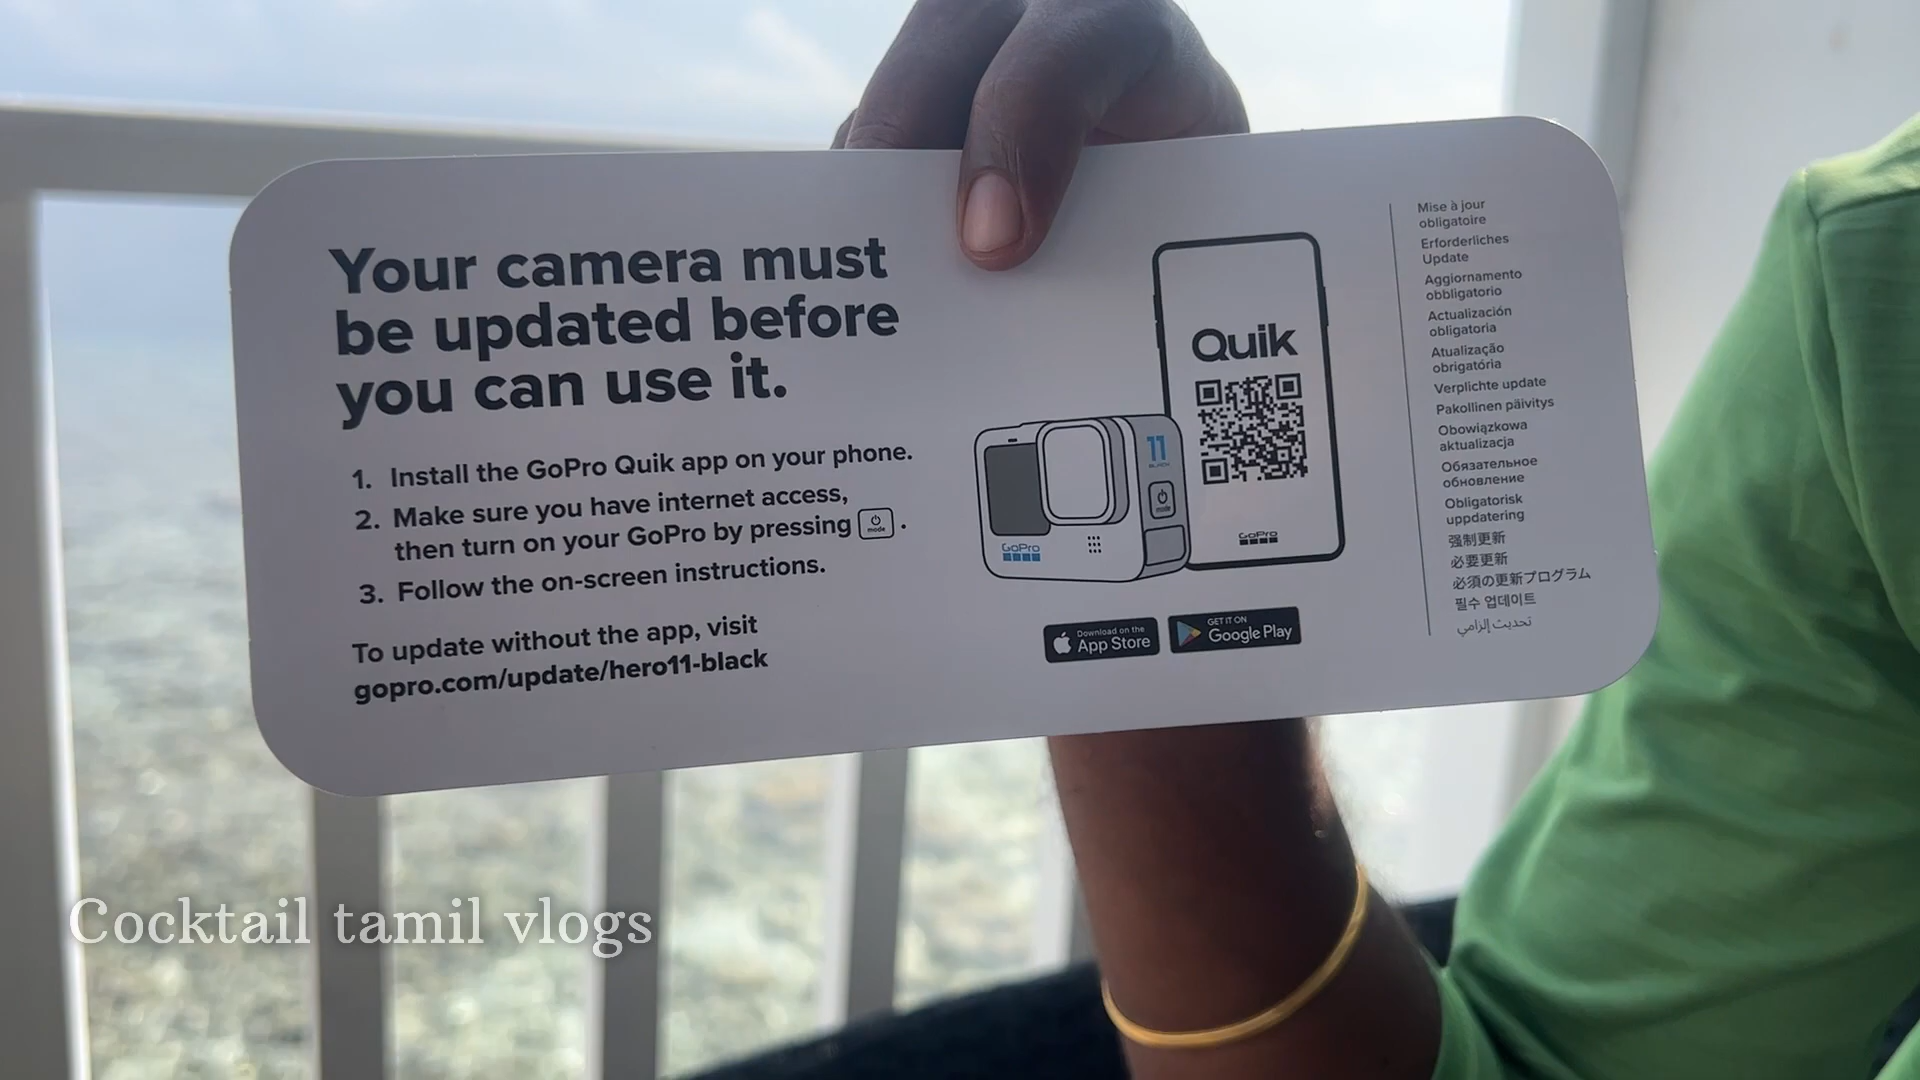 Your camera must
be updated before
you can use it.
1. Install the GoPro Quik app on your phone.
2. Make sure you have internet access,
then turn on your GoPro by pressing mode .
3. Follow the on-screen instructions.
To update without the app, visit
gopro.com/update/hero11-black
Quik
11
BLACK
mode
GoPro
GoPro
Download on the
App Store
GET IT ON
Google Play
Mise à jour
obligatoire
Erforderliches
Update
Aggiornamento
obbligatorio
Actualización
obligatoria
Atualização
obrigatória
Verplichte update
Pakollinen päivitys
Obowiązkowa
aktualizacja
Обязательное
обновление
Obligatorisk
uppdatering
强制更新
必要更新
必須の更新プログラム
필수 업데이트
تحديث إلزامي
Cocktail tamil vlogs